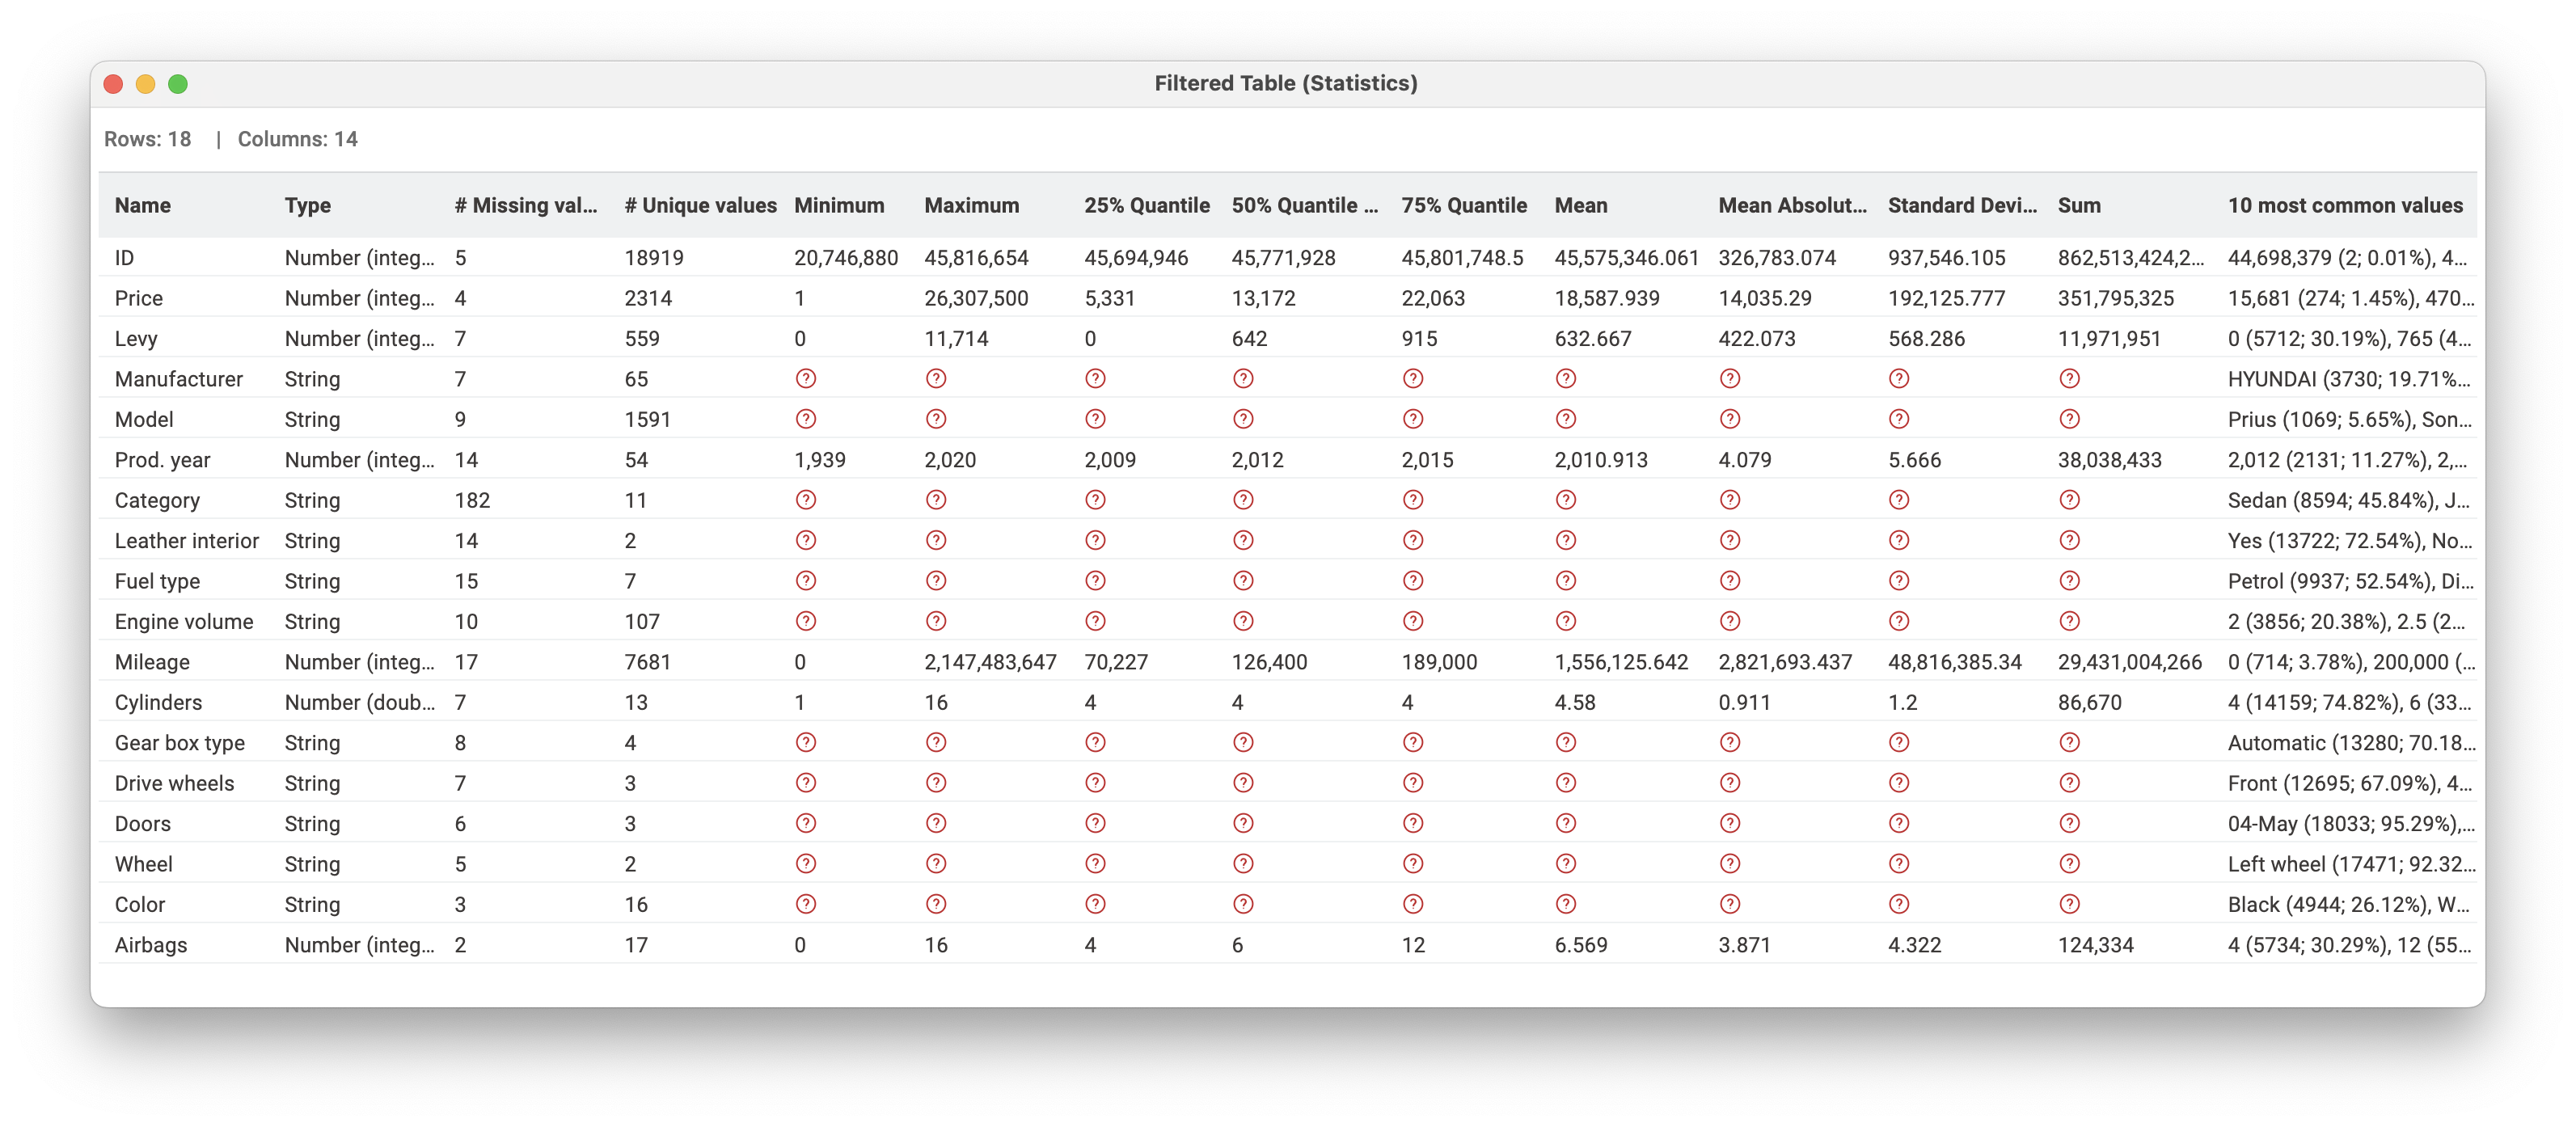 Filtered Table (Statistics)
Rows: 18 | Columns: 14
Name Type # Missing val... # Unique values Minimum Maximum 25% Quantile 50% Quantile ... 75% Quantile Mean Mean Absolut... Standard Devi... Sum 10 most common values
ID Number (integ... 5 18919 20,746,880 45,816,654 45,694,946 45,771,928 45,801,748.5 45,575,346.061 326,783.074 937,546.105 862,513,424,2... 44,698,379 (2; 0.01%), 4...
Price Number (integ... 4 2314 1 26,307,500 5,331 13,172 22,063 18,587.939 14,035.29 192,125.777 351,795,325 15,681 (274; 1.45%), 470...
Levy Number (integ... 7 559 0 11,714 0 642 915 632.667 422.073 568.286 11,971,951 0 (5712; 30.19%), 765 (4...
Manufacturer String 7 65 ? ? ? ? ? ? ? ? ? HYUNDAI (3730; 19.71%...
Model String 9 1591 ? ? ? ? ? ? ? ? ? Prius (1069; 5.65%), Son...
Prod. year Number (integ... 14 54 1,939 2,020 2,009 2,012 2,015 2,010.913 4.079 5.666 38,038,433 2,012 (2131; 11.27%), 2,...
Category String 182 11 ? ? ? ? ? ? ? ? ? Sedan (8594; 45.84%), J...
Leather interior String 14 2 ? ? ? ? ? ? ? ? ? Yes (13722; 72.54%), No...
Fuel type String 15 7 ? ? ? ? ? ? ? ? ? Petrol (9937; 52.54%), Di...
Engine volume String 10 107 ? ? ? ? ? ? ? ? ? 2 (3856; 20.38%), 2.5 (2...
Mileage Number (integ... 17 7681 0 2,147,483,647 70,227 126,400 189,000 1,556,125.642 2,821,693.437 48,816,385.34 29,431,004,266 0 (714; 3.78%), 200,000 (...
Cylinders Number (doub... 7 13 1 16 4 4 4 4.58 0.911 1.2 86,670 4 (14159; 74.82%), 6 (33...
Gear box type String 8 4 ? ? ? ? ? ? ? ? ? Automatic (13280; 70.18...
Drive wheels String 7 3 ? ? ? ? ? ? ? ? ? Front (12695; 67.09%), 4...
Doors String 6 3 ? ? ? ? ? ? ? ? ? 04-May (18033; 95.29%),...
Wheel String 5 2 ? ? ? ? ? ? ? ? ? Left wheel (17471; 92.32...
Color String 3 16 ? ? ? ? ? ? ? ? ? Black (4944; 26.12%), W...
Airbags Number (integ... 2 17 0 16 4 6 12 6.569 3.871 4.322 124,334 4 (5734; 30.29%), 12 (55...